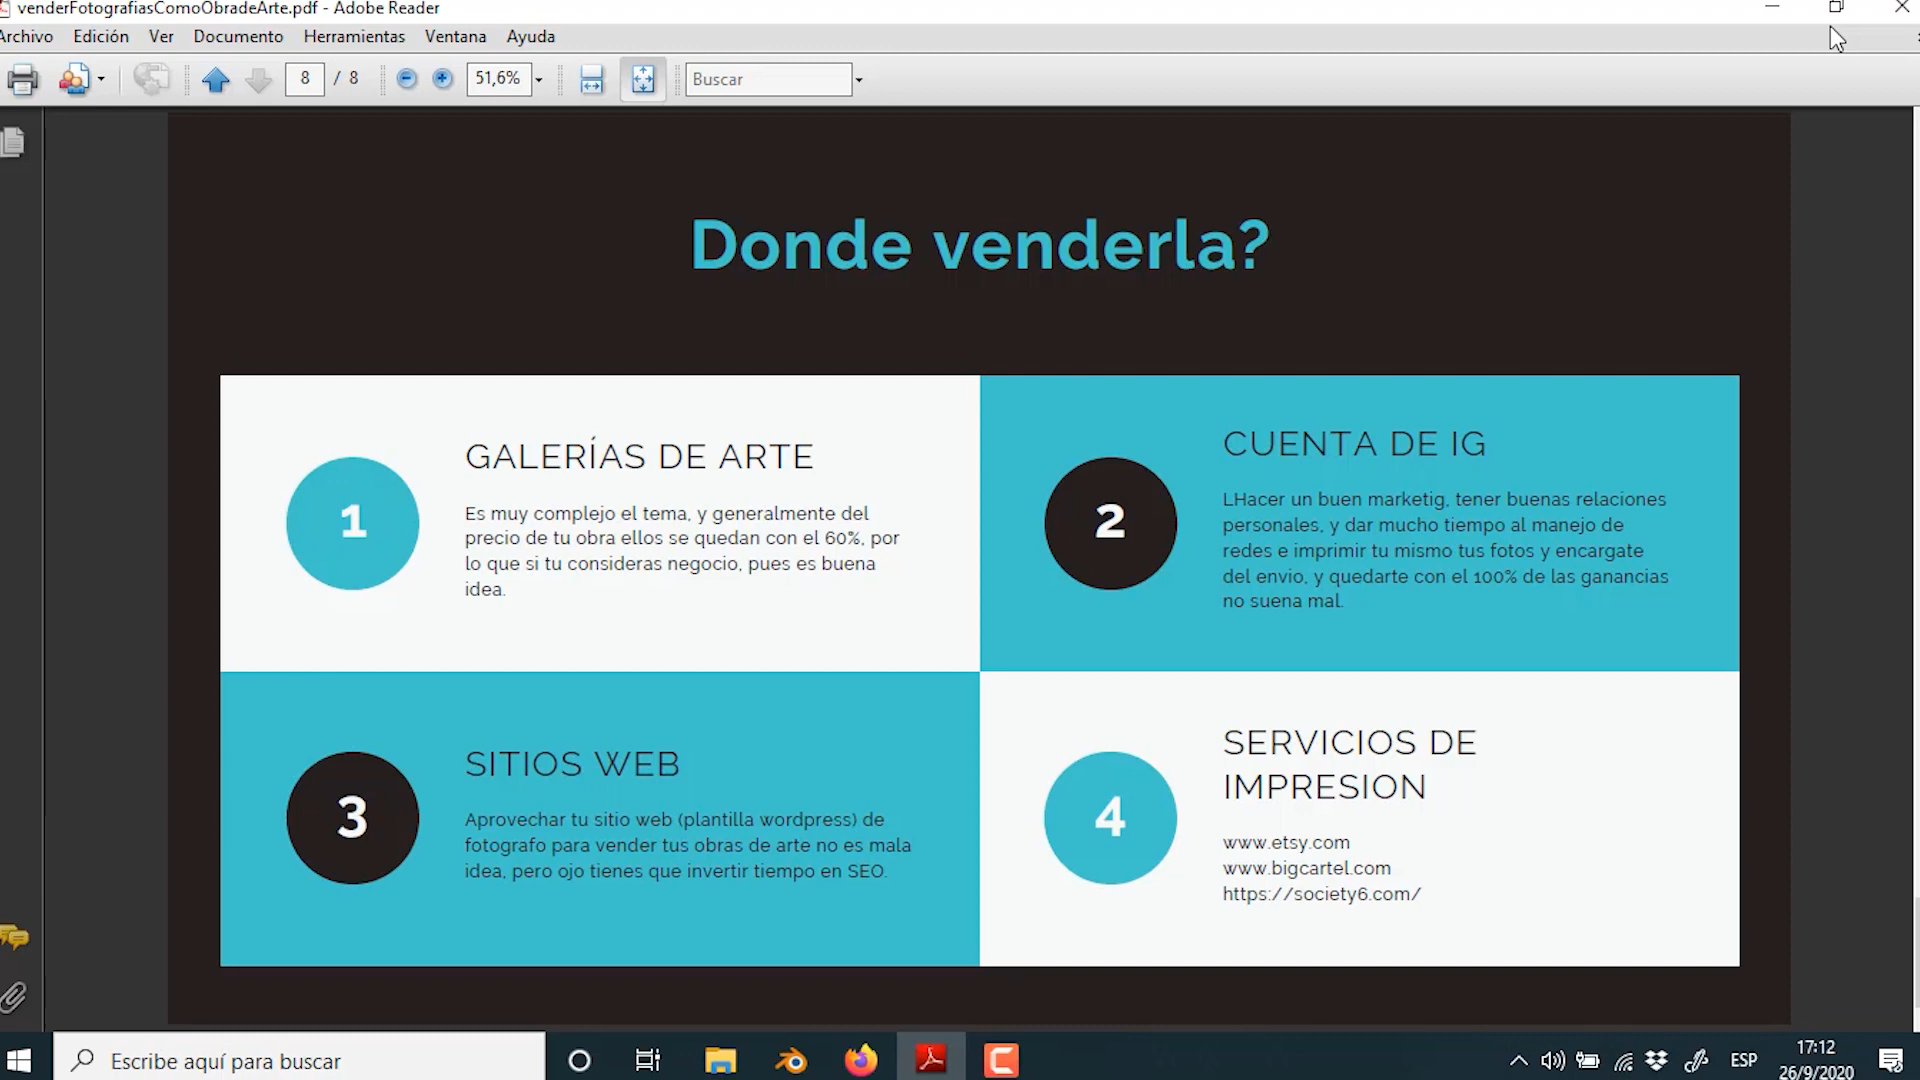 venderFotografiasComoObradeArte.pdf - Adobe Reader
Archivo Edición Ver Documento Herramientas Ventana Ayuda
8 / 8 51,6% Buscar
Donde venderla?
1
GALERÍAS DE ARTE
Es muy complejo el tema, y generalmente del
precio de tu obra ellos se quedan con el 60%, por
lo que si tu consideras negocio, pues es buena
idea.
2
CUENTA DE IG
LHacer un buen marketig, tener buenas relaciones
personales, y dar mucho tiempo al manejo de
redes e imprimir tu mismo tus fotos y encargate
del envio, y quedarte con el 100% de las ganancias
no suena mal.
3
SITIOS WEB
Aprovechar tu sitio web (plantilla wordpress) de
fotografo para vender tus obras de arte no es mala
idea, pero ojo tienes que invertir tiempo en SEO.
4
SERVICIOS DE
IMPRESION
www.etsy.com
www.bigcartel.com
https://society6.com/
Escribe aquí para buscar
ESP
17:12
26/9/2020